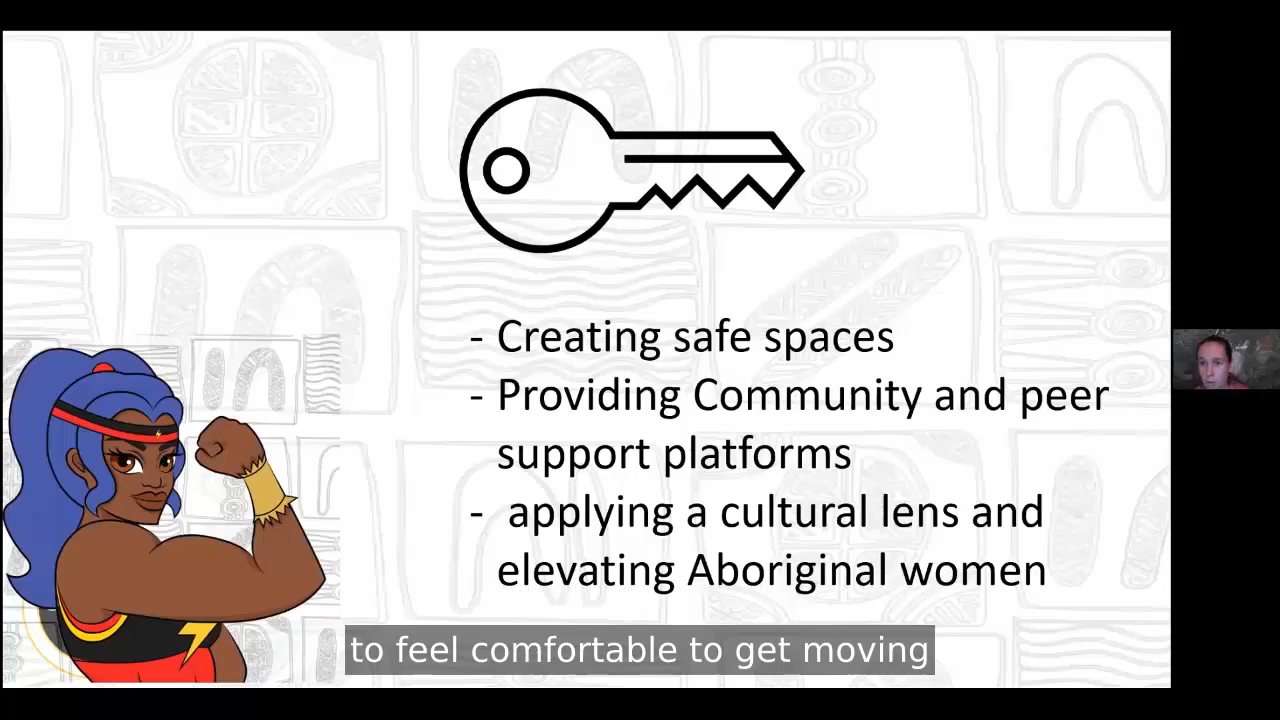 - Creating safe spaces
- Providing Community and peer
support platforms
- applying a cultural lens and
elevating Aboriginal women
to feel comfortable to get moving